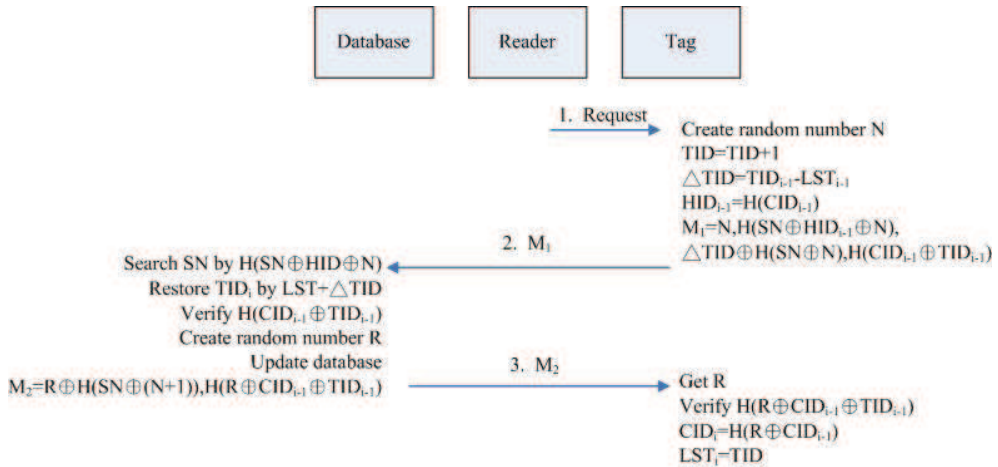 Database
Reader
Tag
1. Request
Create random number N
TID=TID+1
△TID=TIDi-1-LSTi-1
HIDi-1=H(CIDi-1)
M1=N,H(SN⊕HIDi-1⊕N),
△TID⊕H(SN⊕N),H(CIDi-1⊕TIDi-1)
2. M1
Search SN by H(SN⊕HID⊕N)
Restore TIDi by LST+△TID
Verify H(CIDi-1⊕TIDi-1)
Create random number R
Update database
M2=R⊕H(SN⊕(N+1)),H(R⊕CIDi-1⊕TIDi-1)
3. M2
Get R
Verify H(R⊕CIDi-1⊕TIDi-1)
CIDi=H(R⊕CIDi-1)
LSTi=TID